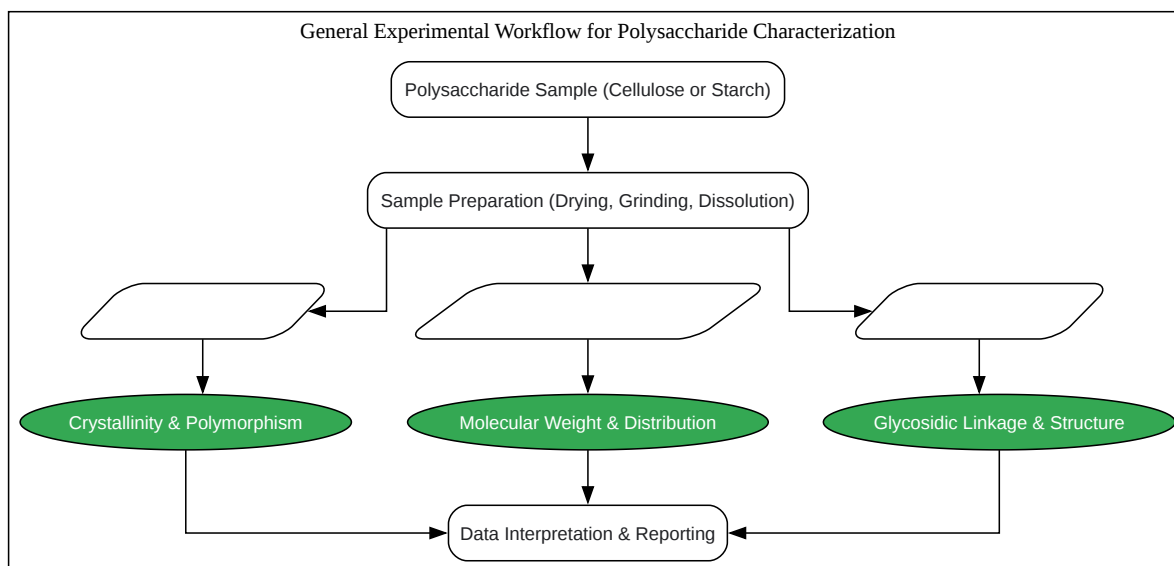 General Experimental Workflow for Polysaccharide Characterization
Polysaccharide Sample (Cellulose or Starch)
Sample Preparation (Drying, Grinding, Dissolution)
Crystallinity & Polymorphism
Molecular Weight & Distribution
Glycosidic Linkage & Structure
Data Interpretation & Reporting